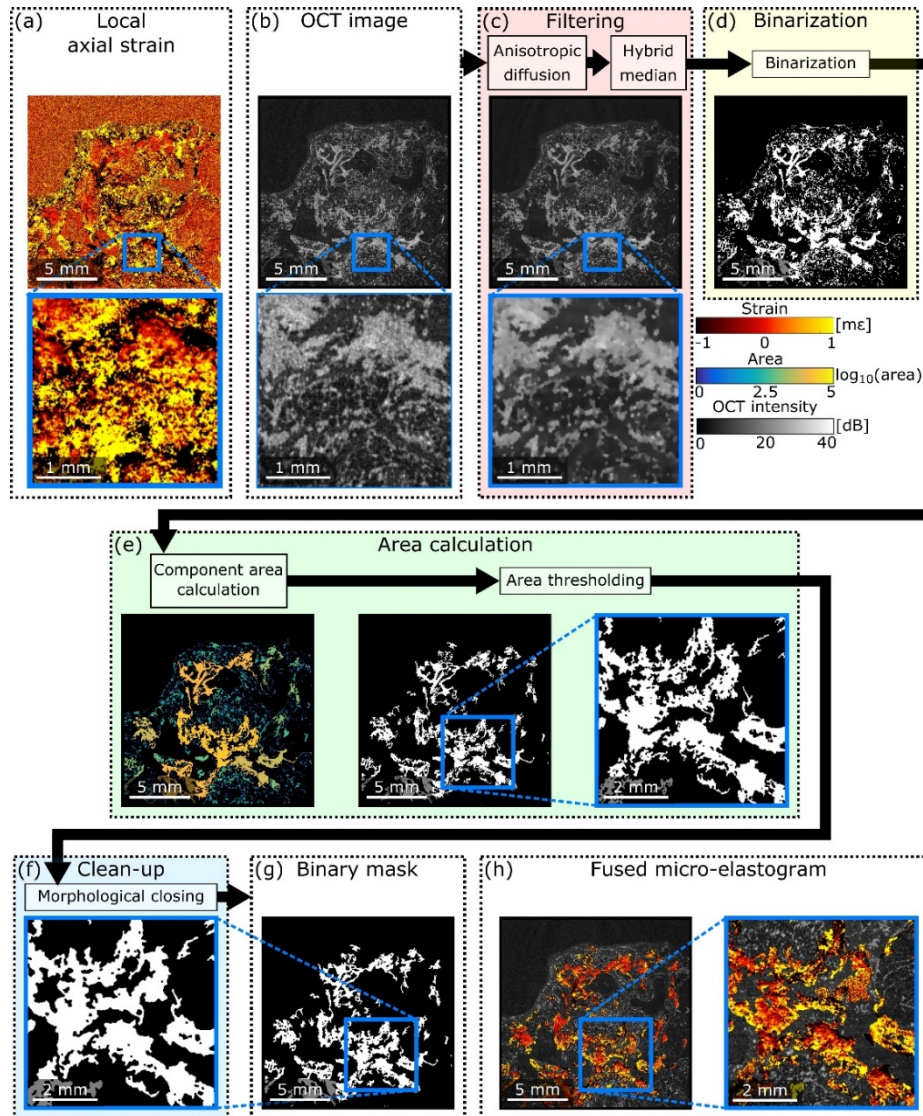 (a) Local
axial strain
5 mm
1 mm
(b) OCT image
5 mm
1 mm
(c) Filtering
Anisotropic
diffusion
Hybrid
median
5 mm
1 mm
(d) Binarization
Binarization
5 mm
Strain
[mε]
-1 0 1
Area
log₁₀(area)
0 2.5 5
OCT intensity
[dB]
0 20 40
(e) Area calculation
Component area
calculation
Area thresholding
5 mm
5 mm
2 mm
(f) Clean-up
Morphological closing
2 mm
(g) Binary mask
5 mm
(h) Fused micro-elastogram
5 mm
2 mm